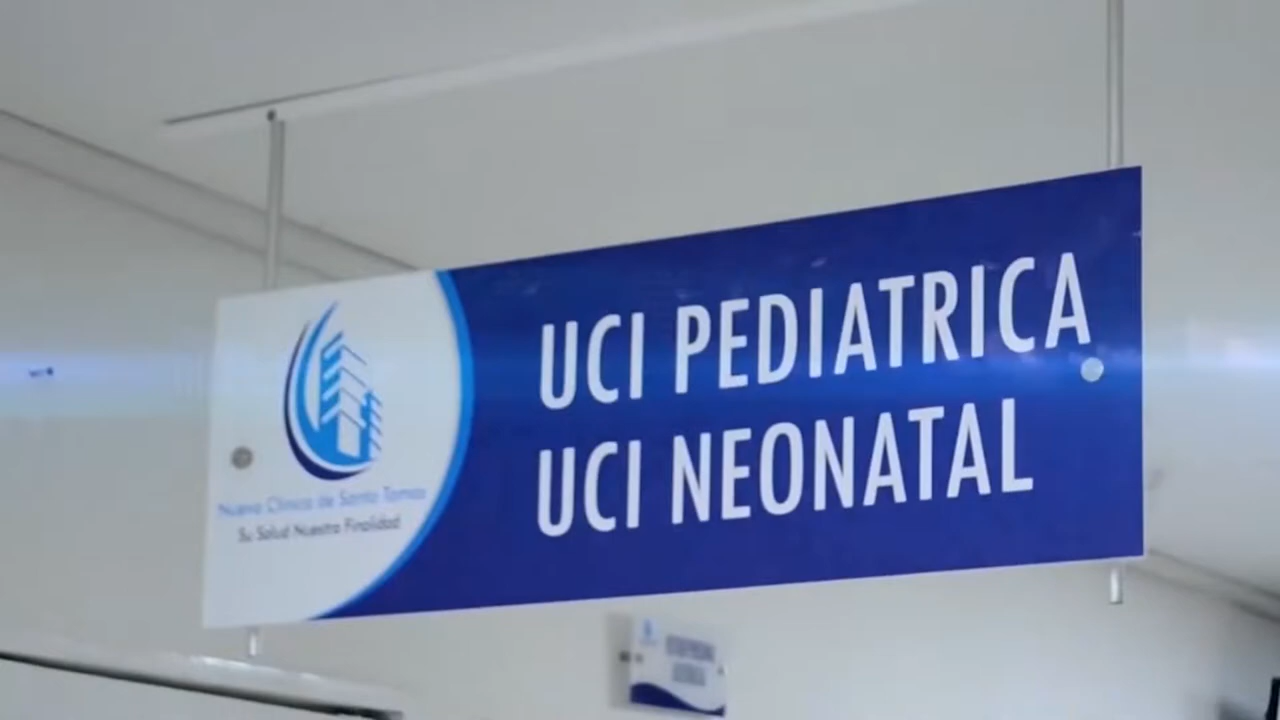 UCI PEDIATRICA
UCI NEONATAL
Nueva Clinica de Santo Tomas
Su Salud Nuestra Finalidad